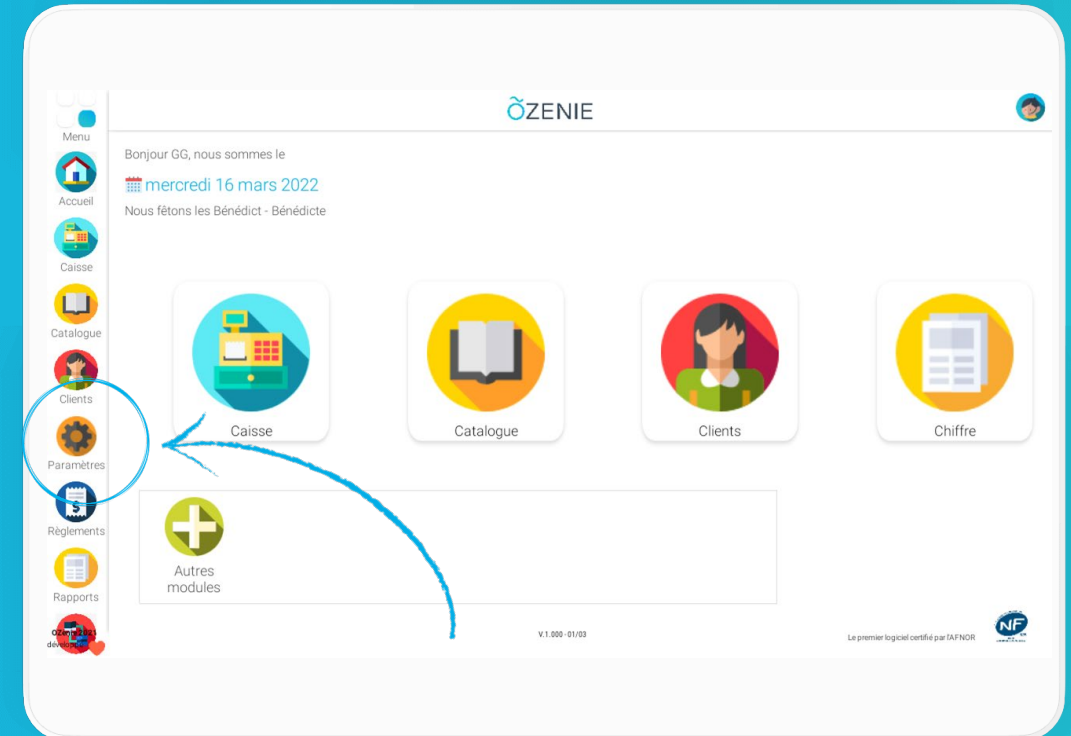 ÕZENIE
Menu
Bonjour GG, nous sommes le
mercredi 16 mars 2022
Nous fêtons les Bénédict - Bénédicte
Accueil
Caisse
Catalogue
Clients
Paramètres
Règlements
Rapports
Caisse
Catalogue
Clients
Chiffre
Autres
modules
OZenie 2021
V.1.000 - 01/03
Le premier logiciel certifié par l'AFNOR
NF